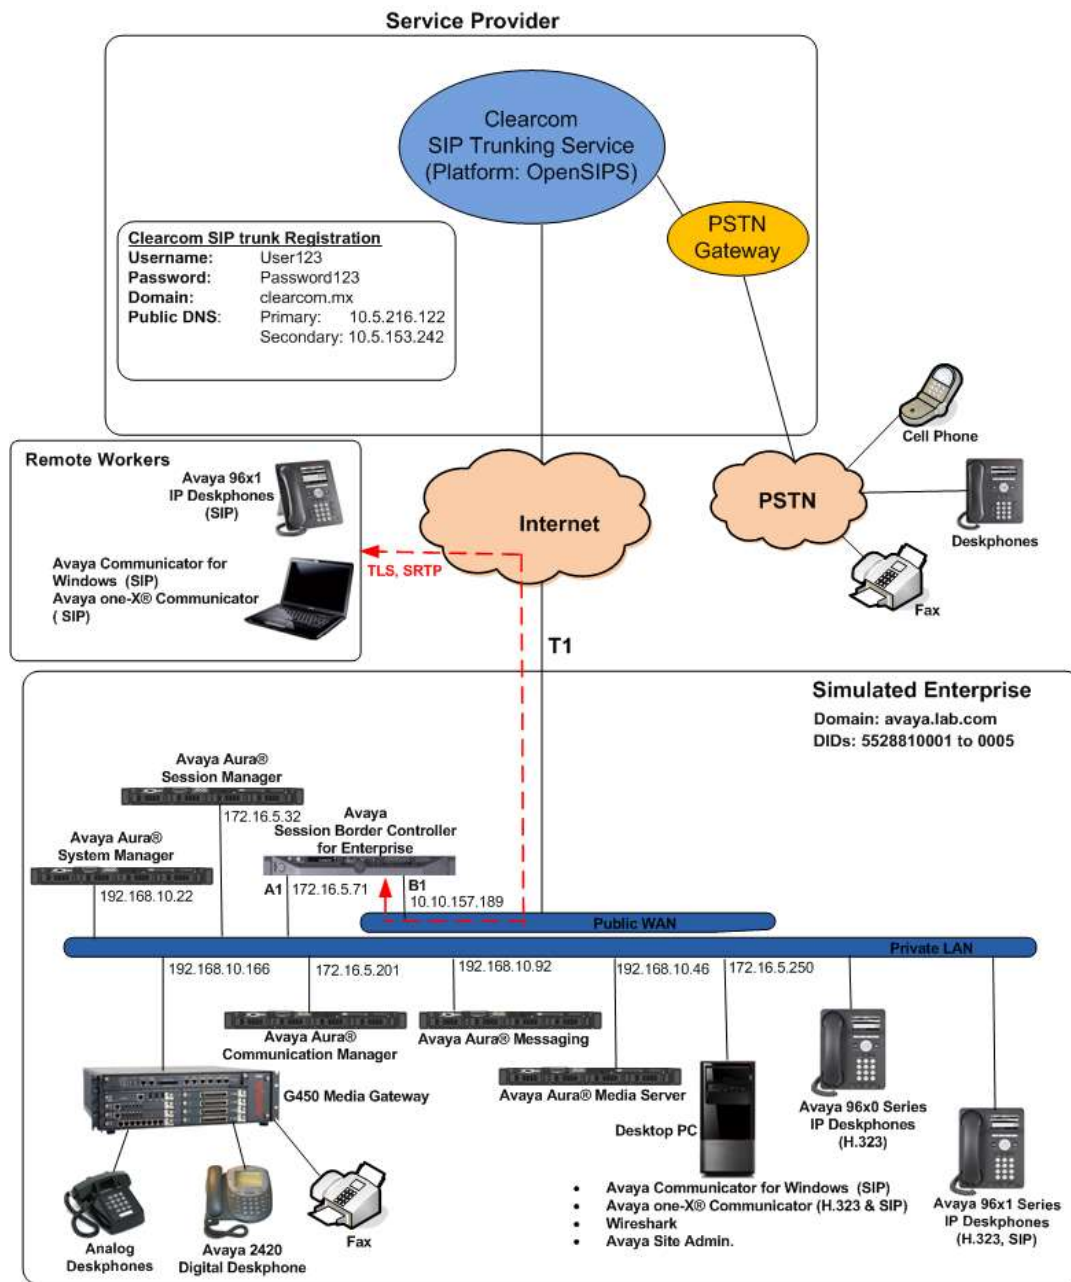 Service Provider
Clearcom
SIP Trunking Service
(Platform: OpenSIPS)
PSTN
Gateway
Clearcom SIP trunk Registration
Username: User123
Password: Password123
Domain: clearcom.mx
Public DNS: Primary: 10.5.216.122
Secondary: 10.5.153.242
Cell Phone
Remote Workers
Avaya 96x1
IP Deskphones
(SIP)
Internet
PSTN
Deskphones
Avaya Communicator for
Windows (SIP)
Avaya one-X® Communicator
( SIP)
TLS, SRTP
Fax
T1
Simulated Enterprise
Domain: avaya.lab.com
DIDs: 5528810001 to 0005
Avaya Aura®
Session Manager
172.16.5.32
Avaya
Session Border Controller
for Enterprise
Avaya Aura®
System Manager
192.168.10.22
A1 172.16.5.71
B1
10.10.157.189
Public WAN
Private LAN
192.168.10.166
172.16.5.201
192.168.10.92
192.168.10.46
172.16.5.250
Avaya Aura®
Communication Manager
Avaya Aura® Messaging
G450 Media Gateway
Avaya Aura® Media Server
Desktop PC
Avaya 96x0 Series
IP Deskphones
(H.323)
• Avaya Communicator for Windows (SIP)
• Avaya one-X® Communicator (H.323 & SIP)
• Wireshark
• Avaya Site Admin.
Avaya 96x1 Series
IP Deskphones
(H.323, SIP)
Analog
Deskphones
Avaya 2420
Digital Deskphone
Fax